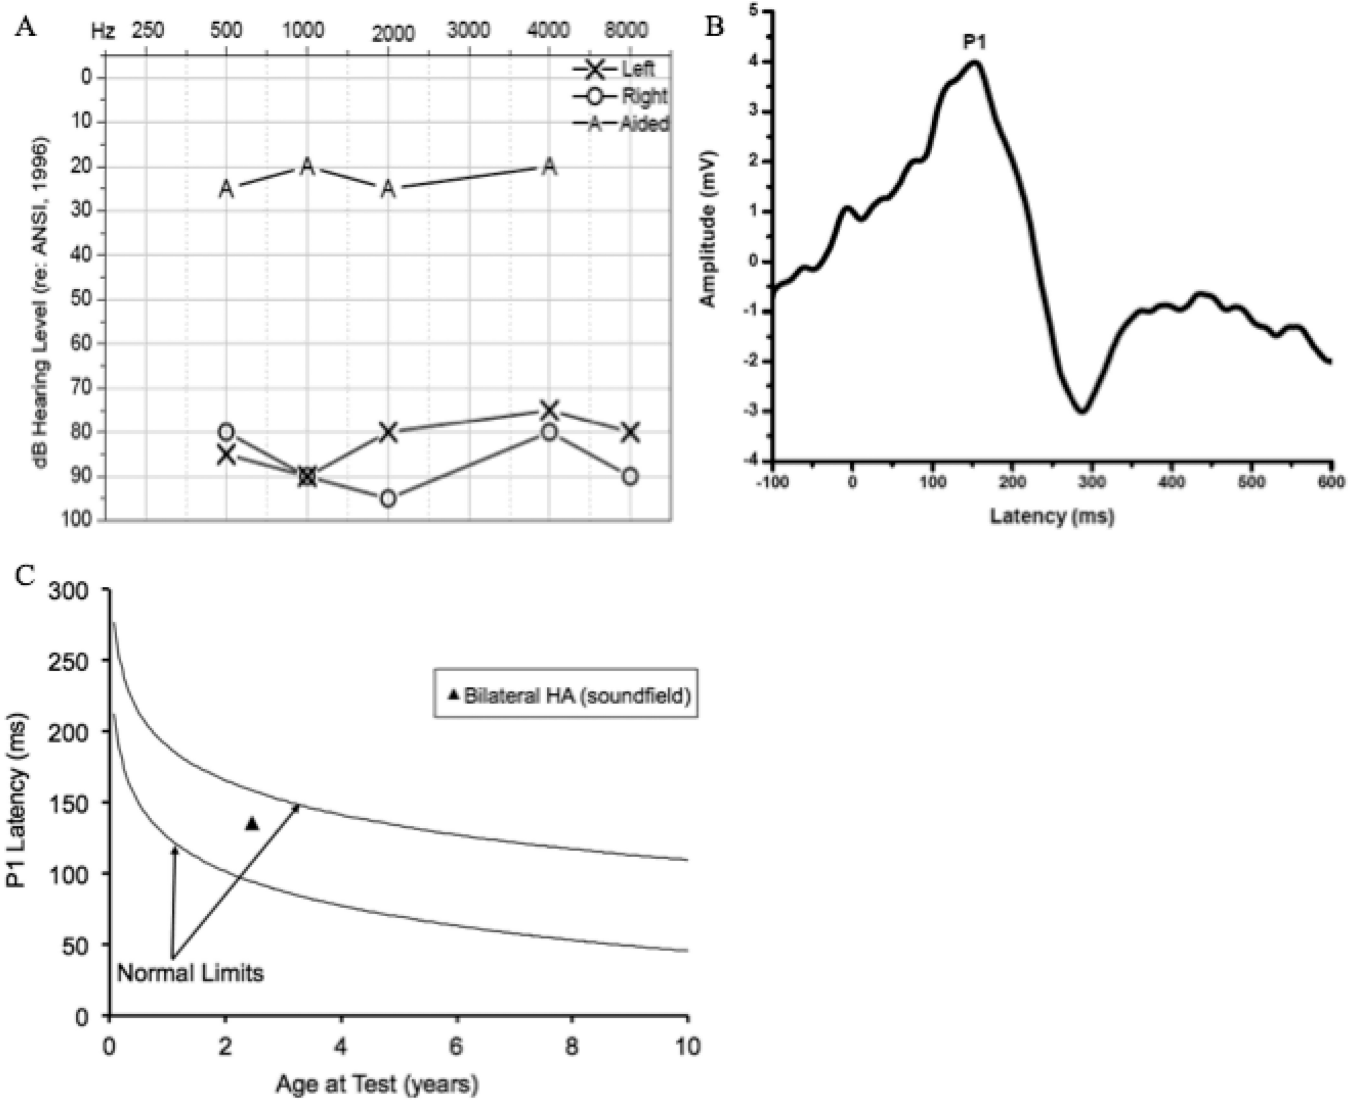 A
Hz 250 500 1000 2000 3000 4000 8000
0
10
20
30
40
50
60
70
80
90
100
dB Hearing Level (re: ANSI, 1996)
X Left
O Right
A Aided
A A A A
B
5
4
3
2
1
0
-1
-2
-3
-4
Amplitude (mV)
P1
-100 0 100 200 300 400 500 600
Latency (ms)
C
300
250
200
150
100
50
0
P1 Latency (ms)
▲ Bilateral HA (soundfield)
Normal Limits
0 2 4 6 8 10
Age at Test (years)